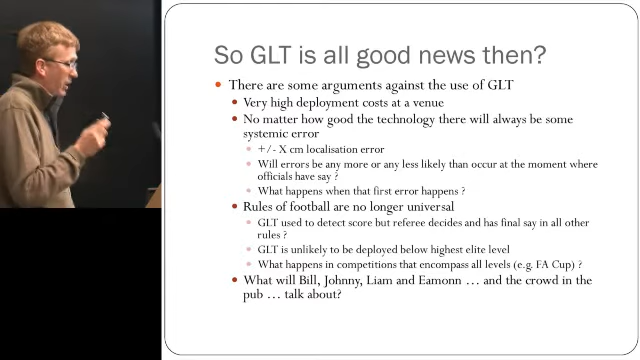 So GLT is all good news then?
There are some arguments against the use of GLT
Very high deployment costs at a venue
No matter how good the technology there will always be some
systemic error
+/- X cm localisation error
Will errors be any more or any less likely than occur at the moment where
officials have say ?
What happens when that first error happens ?
Rules of football are no longer universal
GLT used to detect score but referee decides and has final say in all other
rules ?
GLT is unlikely to be deployed below highest elite level
What happens in competitions that encompass all levels (e.g. FA Cup) ?
What will Bill, Johnny, Liam and Eamonn … and the crowd in the
pub … talk about?